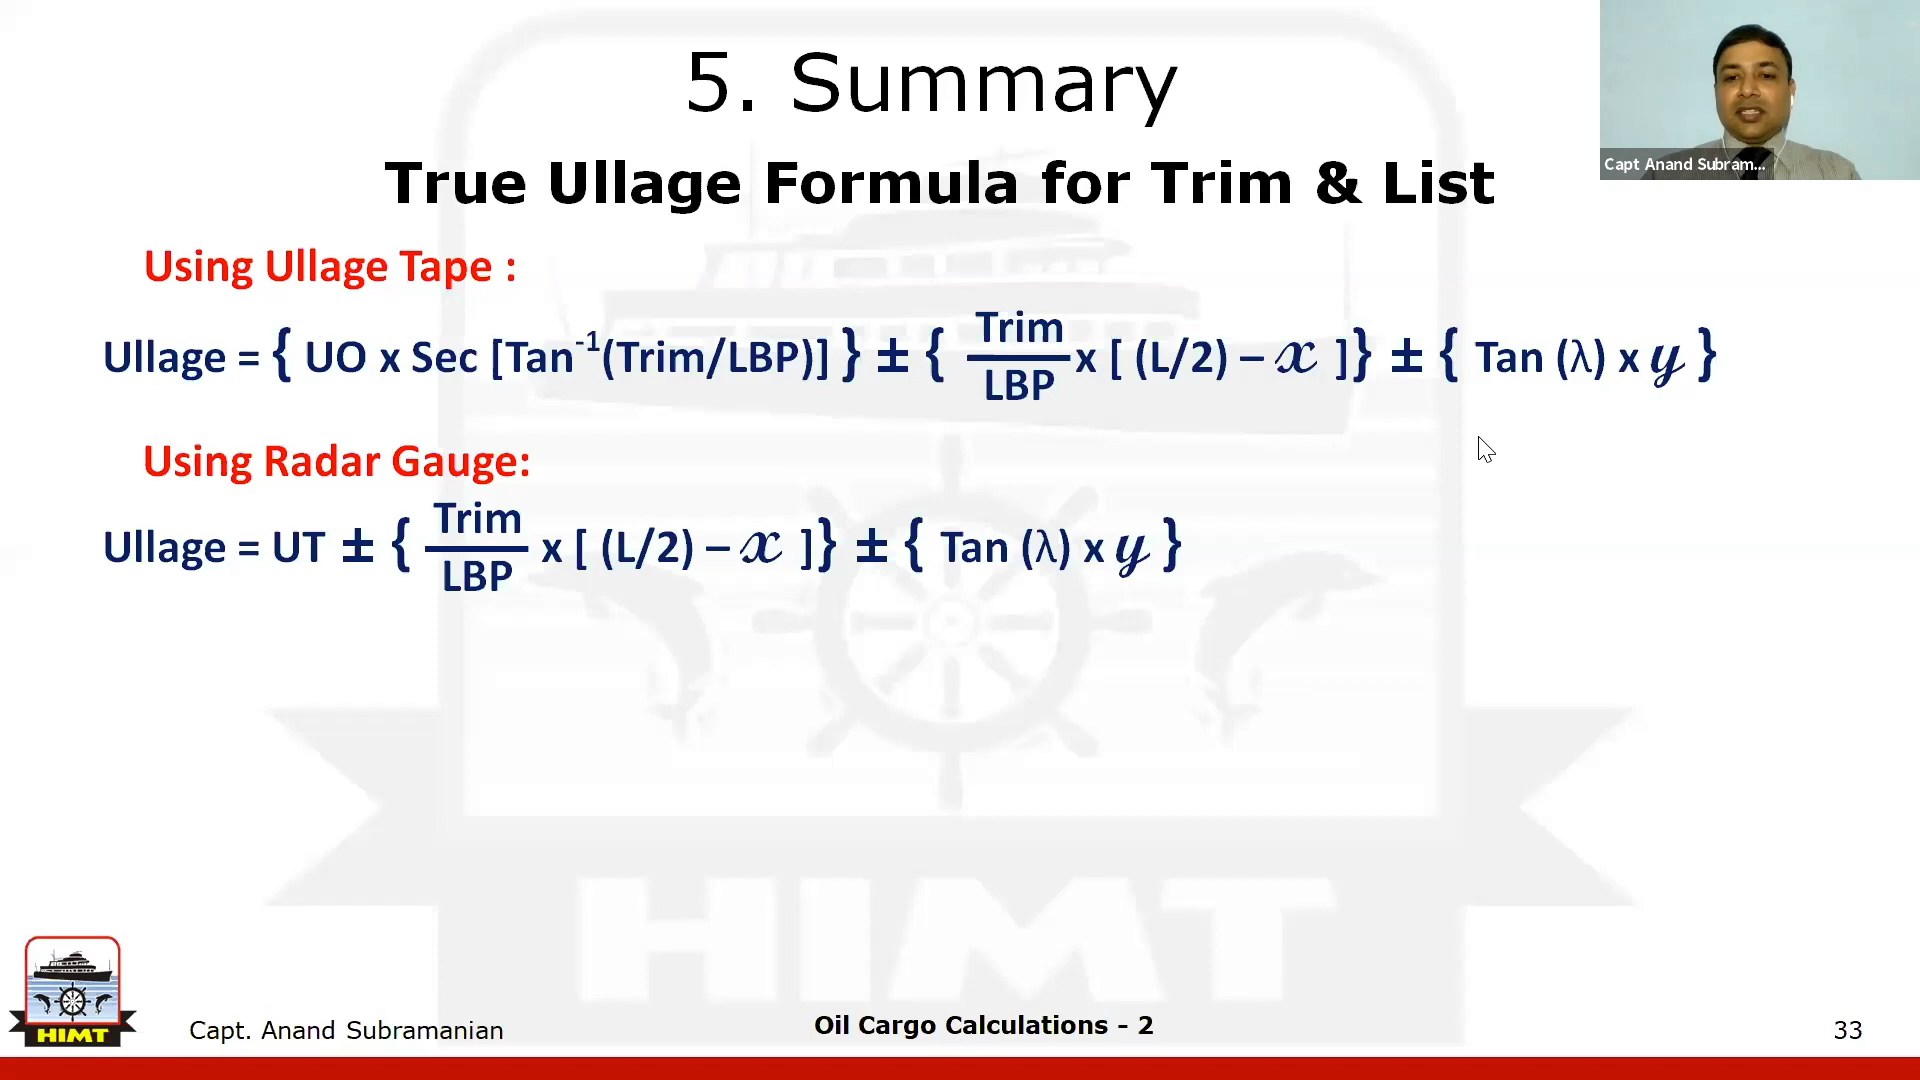 5. Summary
True Ullage Formula for Trim & List
Capt Anand Subram...
Using Ullage Tape :
Ullage = { UO x Sec [Tan⁻¹(Trim/LBP)] } ± { Trim/LBP x [ (L/2) – 𝓍 ]} ± { Tan (λ) x 𝓎 }
Using Radar Gauge:
Ullage = UT ± { Trim/LBP x [ (L/2) – 𝓍 ]} ± { Tan (λ) x 𝓎 }
HIMT
HIMT
Capt. Anand Subramanian
Oil Cargo Calculations - 2
33